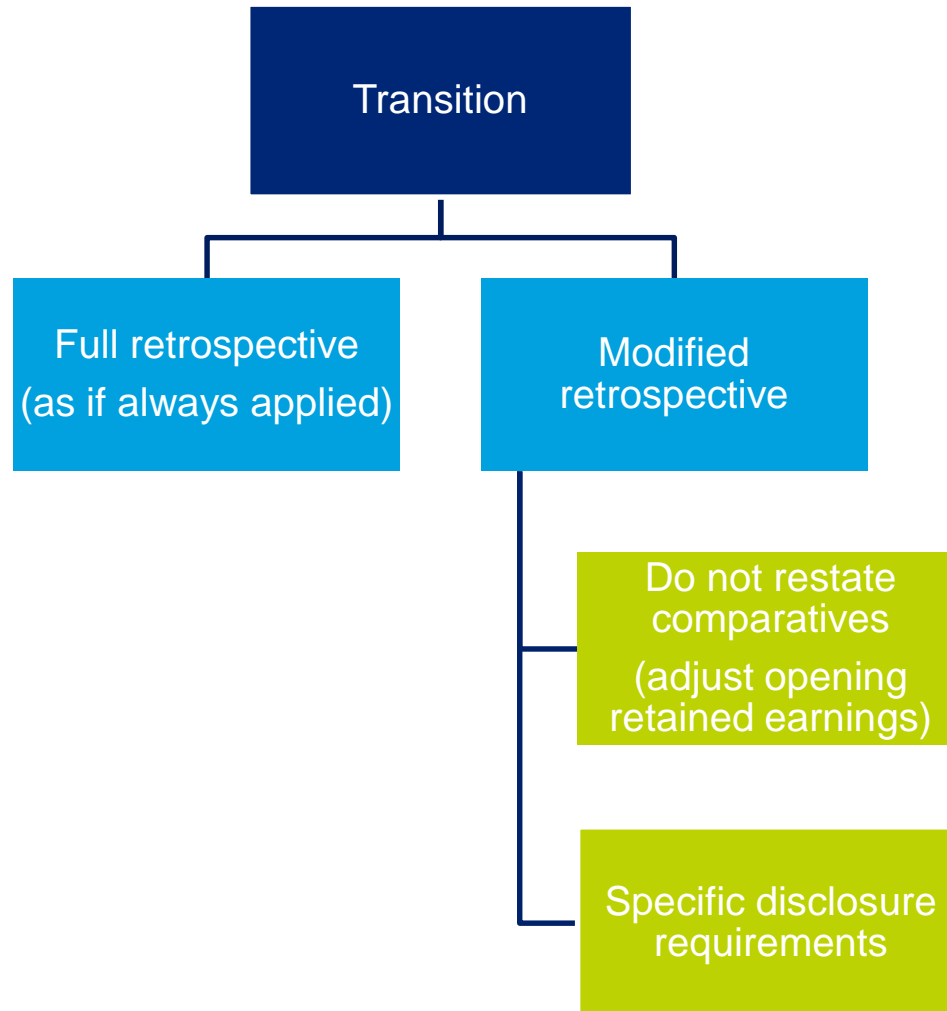 Transition
Full retrospective
(as if always applied)
Modified
retrospective
Do not restate
comparatives
(adjust opening
retained earnings)
Specific disclosure
requirements